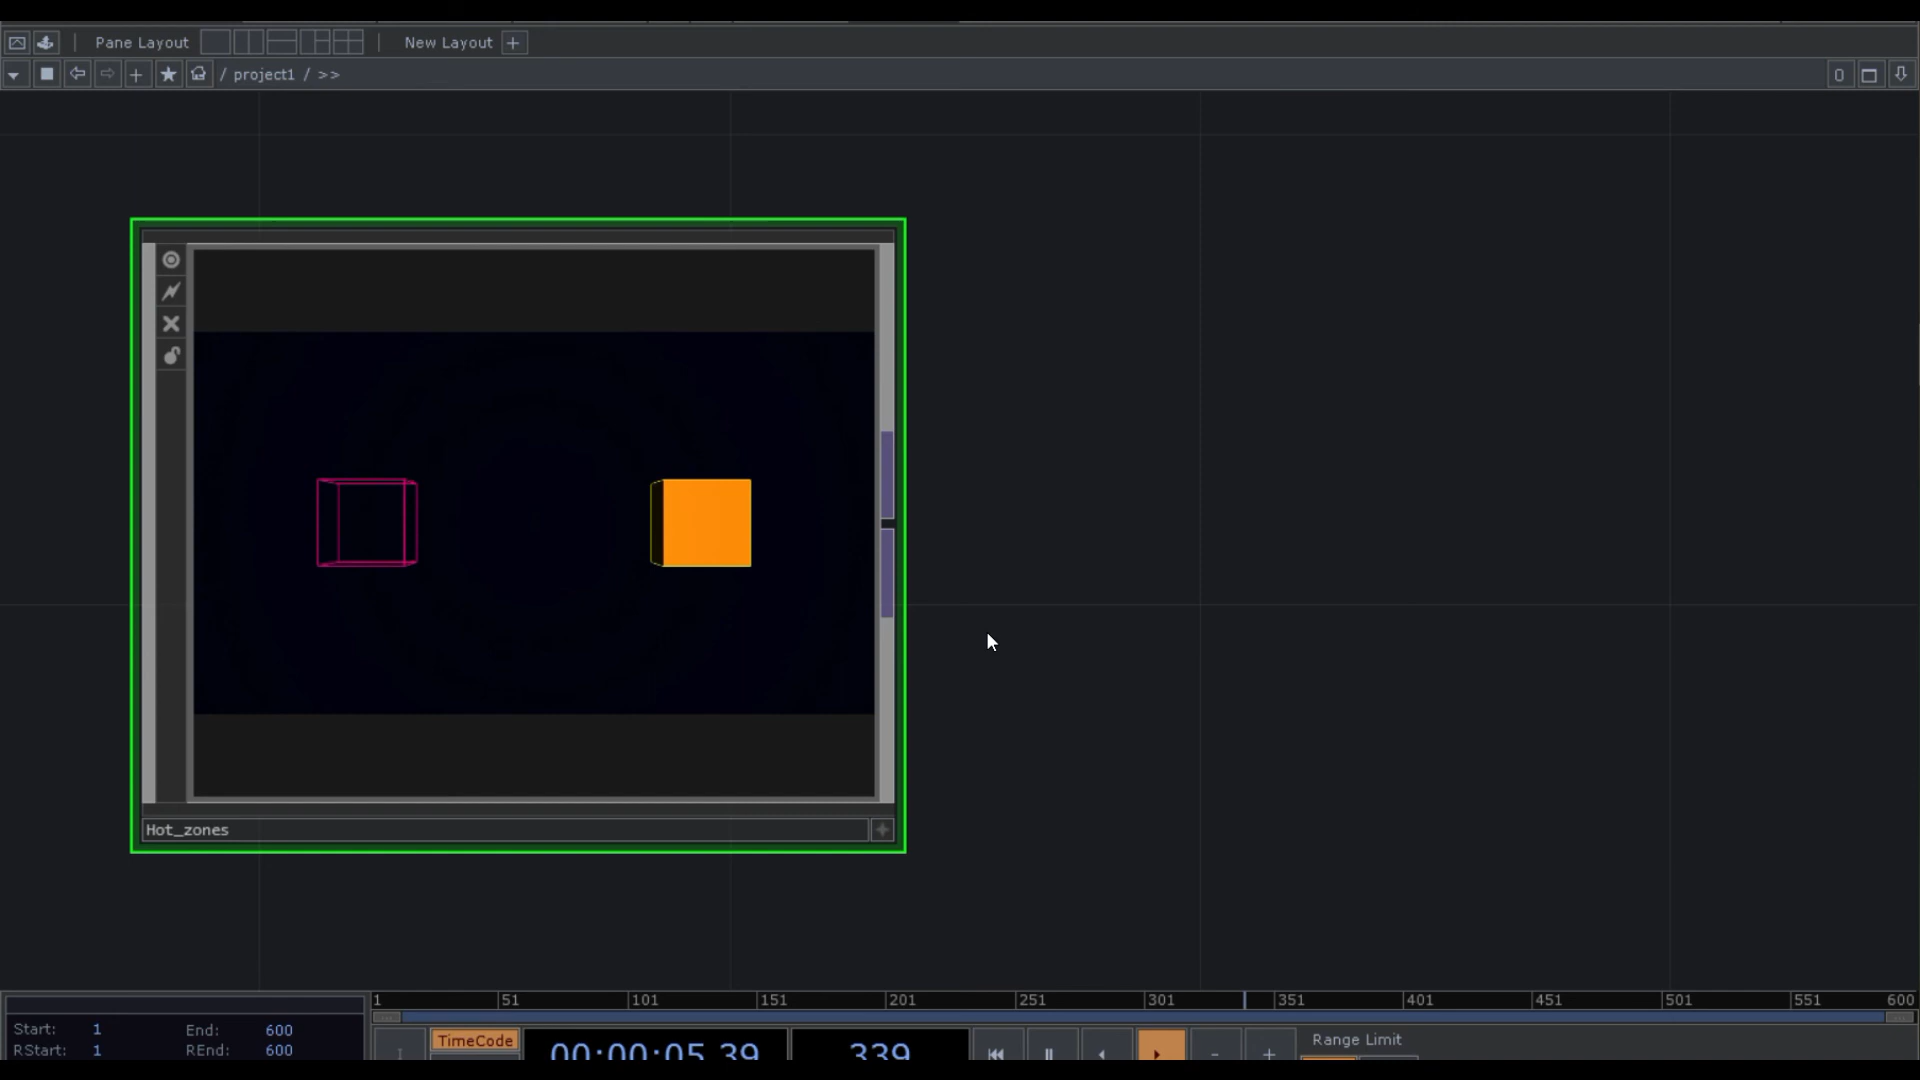 Pane Layout New Layout +
/ project1 / >> 0
Hot_zones
1 51 101 151 201 251 301 351 401 451 501 551 600
Start: 1 End: 600
RStart: 1 REnd: 600
TimeCode 00:00:05.39 339 - + Range Limit